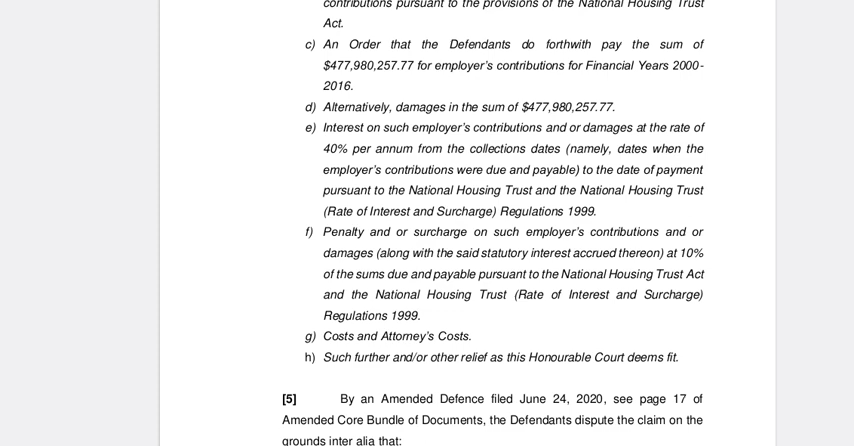 contributions pursuant to the provisions of the National Housing Trust
Act.
c) An Order that the Defendants do forthwith pay the sum of
$477,980,257.77 for employer’s contributions for Financial Years 2000-
2016.
d) Alternatively, damages in the sum of $477,980,257.77.
e) Interest on such employer’s contributions and or damages at the rate of
40% per annum from the collections dates (namely, dates when the
employer’s contributions were due and payable) to the date of payment
pursuant to the National Housing Trust and the National Housing Trust
(Rate of Interest and Surcharge) Regulations 1999.
f) Penalty and or surcharge on such employer’s contributions and or
damages (along with the said statutory interest accrued thereon) at 10%
of the sums due and payable pursuant to the National Housing Trust Act
and the National Housing Trust (Rate of Interest and Surcharge)
Regulations 1999.
g) Costs and Attorney’s Costs.
h) Such further and/or other relief as this Honourable Court deems fit.
[5] By an Amended Defence filed June 24, 2020, see page 17 of
Amended Core Bundle of Documents, the Defendants dispute the claim on the
grounds inter alia that: